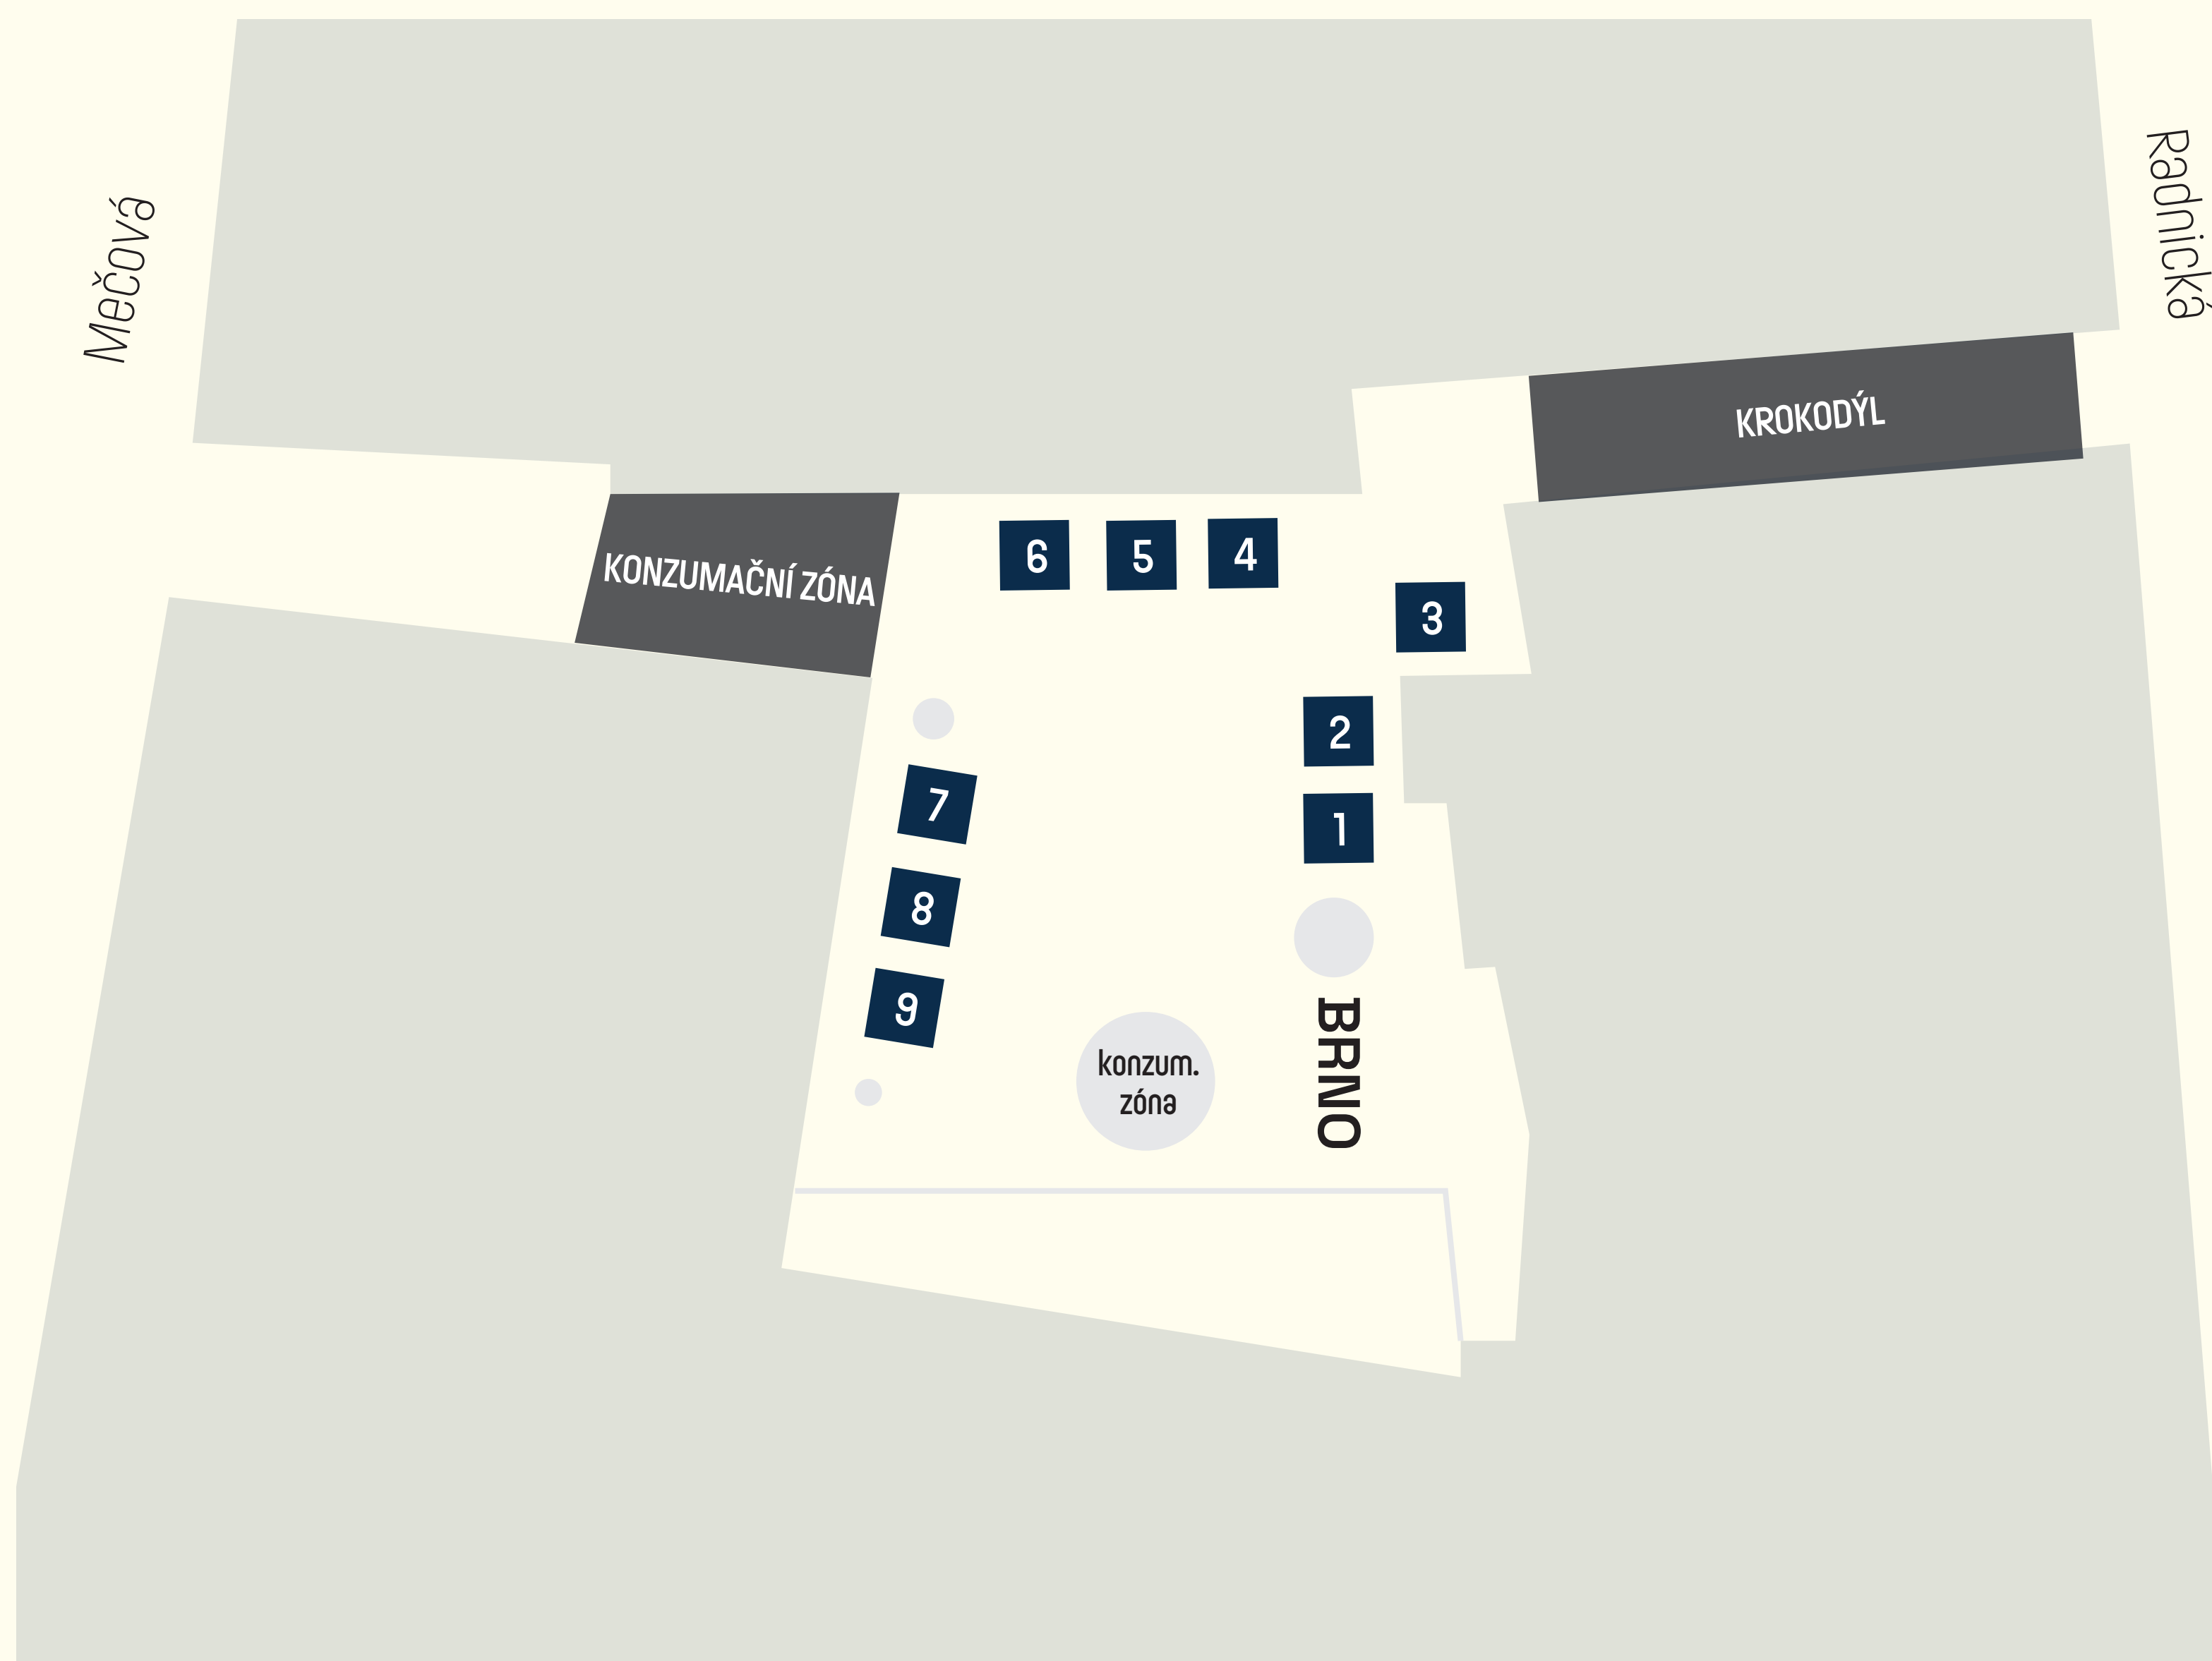 Mečová
Radnická
KROKODÝL
KONZUMAČNÍ ZÓNA
6
5
4
3
2
1
7
8
9
konzum.
zóna
BRNO